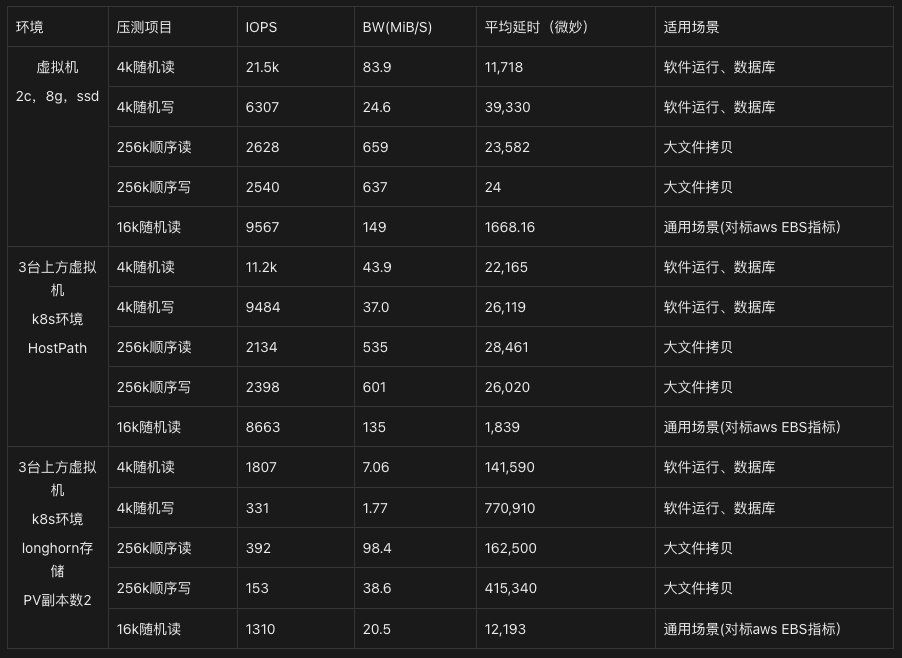 环境 压测项目 IOPS BW(MiB/S) 平均延时（微妙） 适用场景
虚拟机 4k随机读 21.5k 83.9 11,718 软件运行、数据库
2c，8g，ssd
4k随机写 6307 24.6 39,330 软件运行、数据库
256k顺序读 2628 659 23,582 大文件拷贝
256k顺序写 2540 637 24 大文件拷贝
16k随机读 9567 149 1668.16 通用场景(对标aws EBS指标)
3台上方虚拟 4k随机读 11.2k 43.9 22,165 软件运行、数据库
机
4k随机写 9484 37.0 26,119 软件运行、数据库
k8s环境
HostPath 256k顺序读 2134 535 28,461 大文件拷贝
256k顺序写 2398 601 26,020 大文件拷贝
16k随机读 8663 135 1,839 通用场景(对标aws EBS指标)
3台上方虚拟 4k随机读 1807 7.06 141,590 软件运行、数据库
机
4k随机写 331 1.77 770,910 软件运行、数据库
k8s环境
longhorn存 256k顺序读 392 98.4 162,500 大文件拷贝
储
256k顺序写 153 38.6 415,340 大文件拷贝
PV副本数2
16k随机读 1310 20.5 12,193 通用场景(对标aws EBS指标)